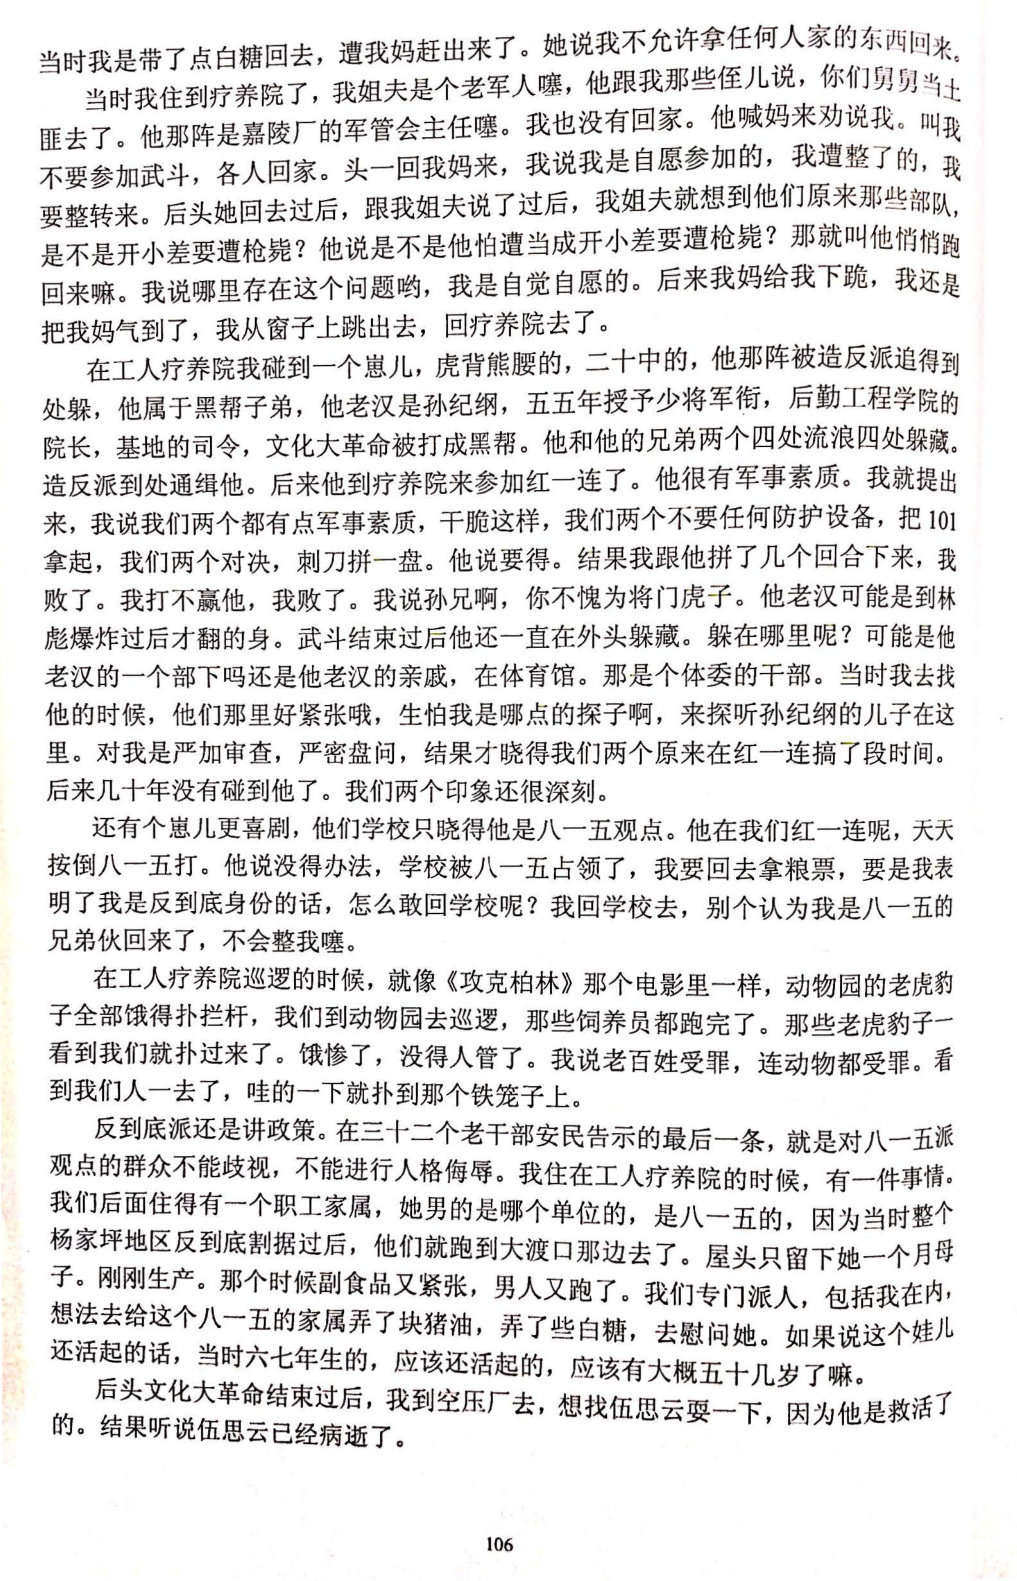 当时我是带了点白糖回去，遭我妈赶出来了。她说我不允许拿任何人家的东西回来。
当时我住到疗养院了，我姐夫是个老军人噻，他跟我那些侄儿说，你们舅舅当土
匪去了。他那阵是嘉陵厂的军管会主任噻。我也没有回家。他喊妈来劝说我。叫我
不要参加武斗，各人回家。头一回我妈来，我说我是自愿参加的，我遭整了的，我
要整转来。后头她回去过后，跟我姐夫说了过后，我姐夫就想到他们原来那些部队，
是不是开小差要遭枪毙？他说是不是他怕遭当成开小差要遭枪毙？那就叫他悄悄跑
回来嘛。我说哪里存在这个问题哟，我是自觉自愿的。后来我妈给我下跪，我还是
把我妈气到了，我从窗子上跳出去，回疗养院去了。
在工人疗养院我碰到一个崽儿，虎背熊腰的，二十中的，他那阵被造反派追得到
处躲，他属于黑帮子弟，他老汉是孙纪纲，五五年授予少将军衔，后勤工程学院的
院长，基地的司令，文化大革命被打成黑帮。他和他的兄弟两个四处流浪四处躲藏。
造反派到处通缉他。后来他到疗养院来参加红一连了。他很有军事素质。我就提出
来，我说我们两个都有点军事素质，干脆这样，我们两个不要任何防护设备，把 101
拿起，我们两个对决，刺刀拼一盘。他说要得。结果我跟他拼了几个回合下来，我
败了。我打不赢他，我败了。我说孙兄啊，你不愧为将门虎子。他老汉可能是到林
彪爆炸过后才翻的身。武斗结束过后他还一直在外头躲藏。躲在哪里呢？可能是他
老汉的一个部下吗还是他老汉的亲戚，在体育馆。那是个体委的干部。当时我去找
他的时候，他们那里好紧张哦，生怕我是哪点的探子啊，来探听孙纪纲的儿子在这
里。对我是严加审查，严密盘问，结果才晓得我们两个原来在红一连搞了段时间。
后来几十年没有碰到他了。我们两个印象还很深刻。
还有个崽儿更喜剧，他们学校只晓得他是八一五观点。他在我们红一连呢，天天
按倒八一五打。他说没得办法，学校被八一五占领了，我要回去拿粮票，要是我表
明了我是反到底身份的话，怎么敢回学校呢？我回学校去，别个认为我是八一五的
兄弟伙回来了，不会整我噻。
在工人疗养院巡逻的时候，就像《攻克柏林》那个电影里一样，动物园的老虎豹
子全部饿得扑拦杆，我们到动物园去巡逻，那些饲养员都跑完了。那些老虎豹子一
看到我们就扑过来了。饿惨了，没得人管了。我说老百姓受罪，连动物都受罪。看
到我们人一去了，哇的一下就扑到那个铁笼子上。
反到底派还是讲政策。在三十二个老干部安民告示的最后一条，就是对八一五派
观点的群众不能歧视，不能进行人格侮辱。我住在工人疗养院的时候，有一件事情。
我们后面住得有一个职工家属，她男的是哪个单位的，是八一五的，因为当时整个
杨家坪地区反到底割据过后，他们就跑到大渡口那边去了。屋头只留下她一个月母
子。刚刚生产。那个时候副食品又紧张，男人又跑了。我们专门派人，包括我在内，
想法去给这个八一五的家属弄了块猪油，弄了些白糖，去慰问她。如果说这个娃儿
还活起的话，当时六七年生的，应该还活起的，应该有大概五十几岁了嘛。
后头文化大革命结束过后，我到空压厂去，想找伍思云耍一下，因为他是救活了
的。结果听说伍思云已经病逝了。
106